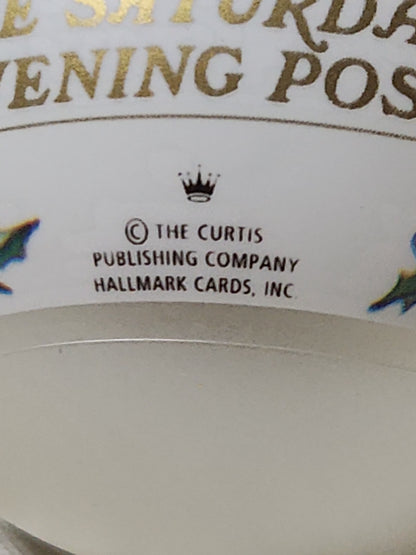 E SATURDA
VENING POS
© THE CURTIS
PUBLISHING COMPANY
HALLMARK CARDS, INC.